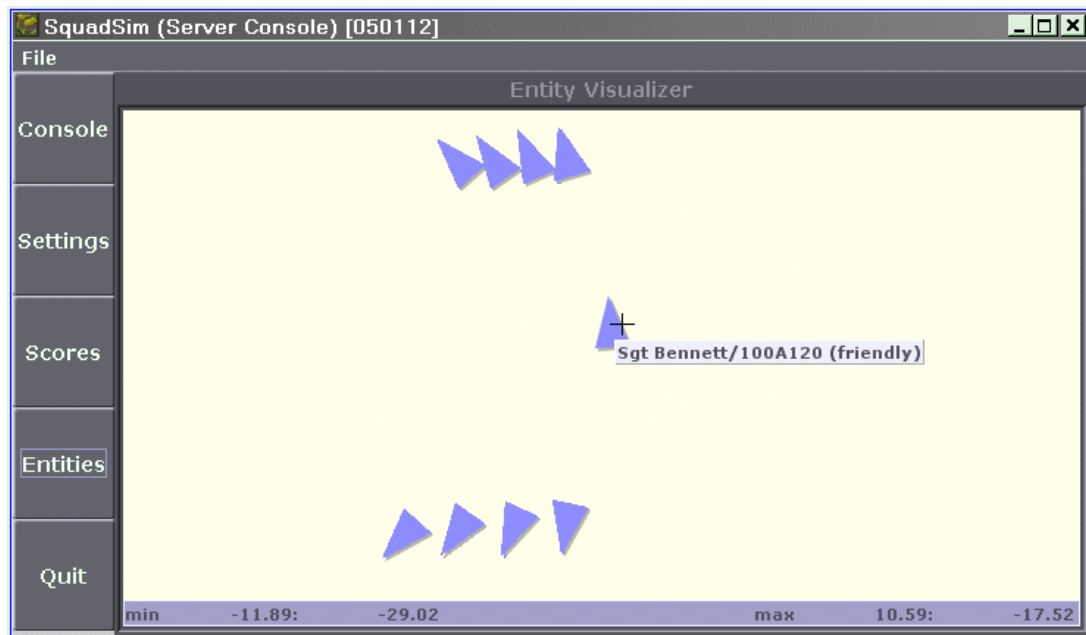 SquadSim (Server Console) [050112]
File
Entity Visualizer
Console
Settings
Scores
Sgt Bennett/100A120 (friendly)
Entities
Quit
min -11.89: -29.02 max 10.59: -17.52